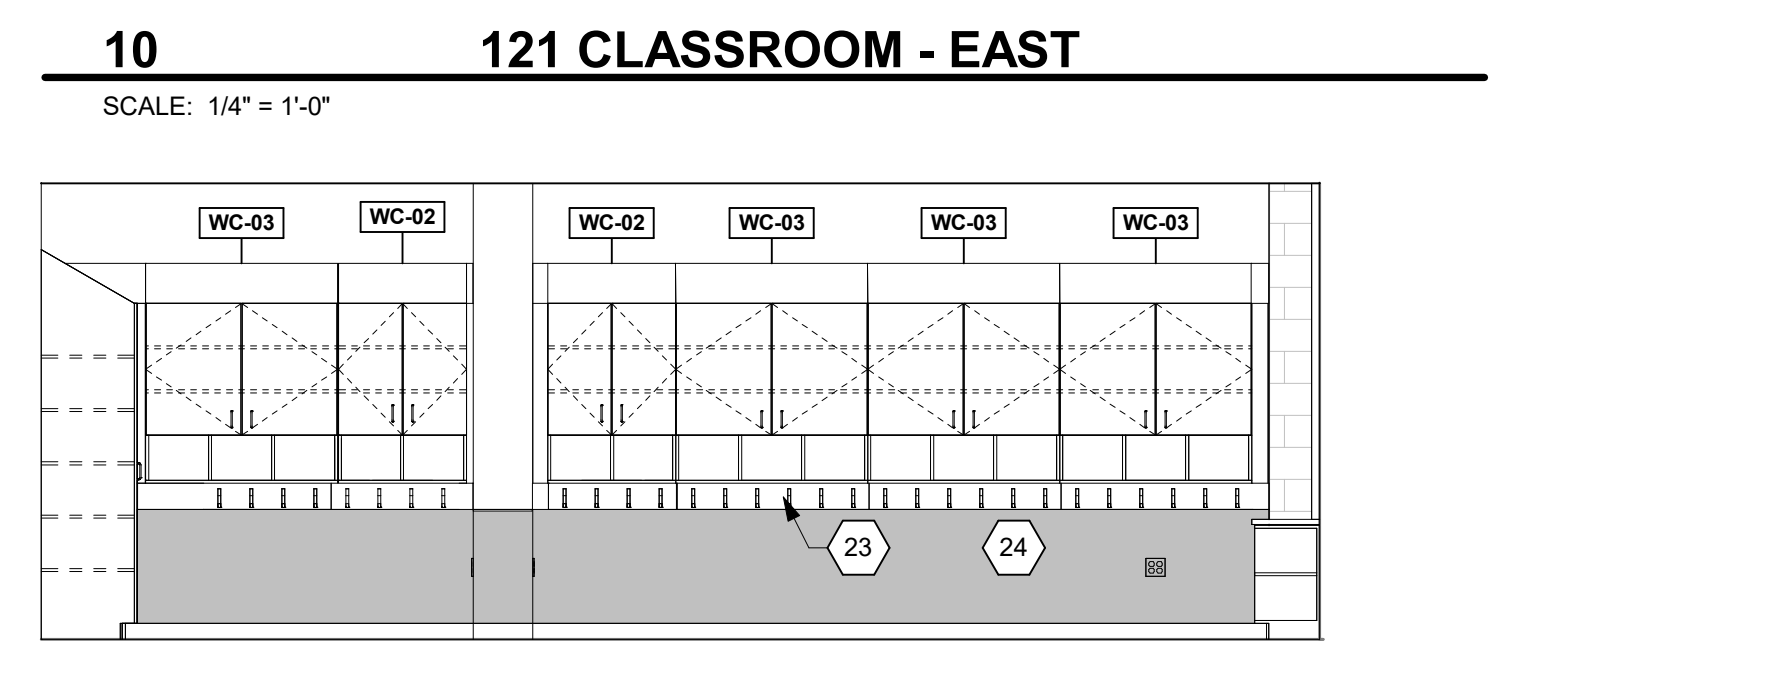 10 121 CLASSROOM - EAST
SCALE: 1/4" = 1'-0"
WC-03 WC-02 WC-02 WC-03 WC-03 WC-03
23 24